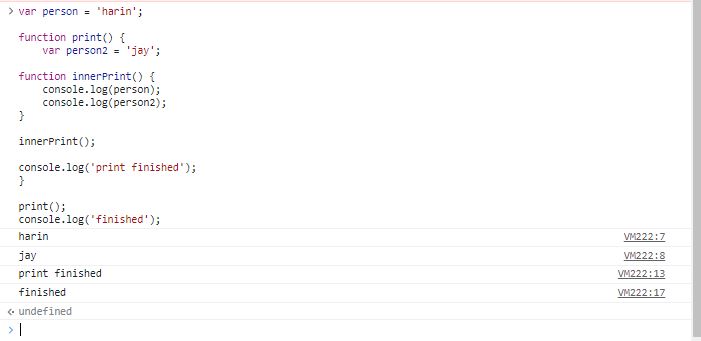 > var person = 'harin';
function print() {
    var person2 = 'jay';
function innerPrint() {
    console.log(person);
    console.log(person2);
}
innerPrint();
console.log('print finished');
}
print();
console.log('finished');
harin VM222:7
jay VM222:8
print finished VM222:13
finished VM222:17
undefined
>